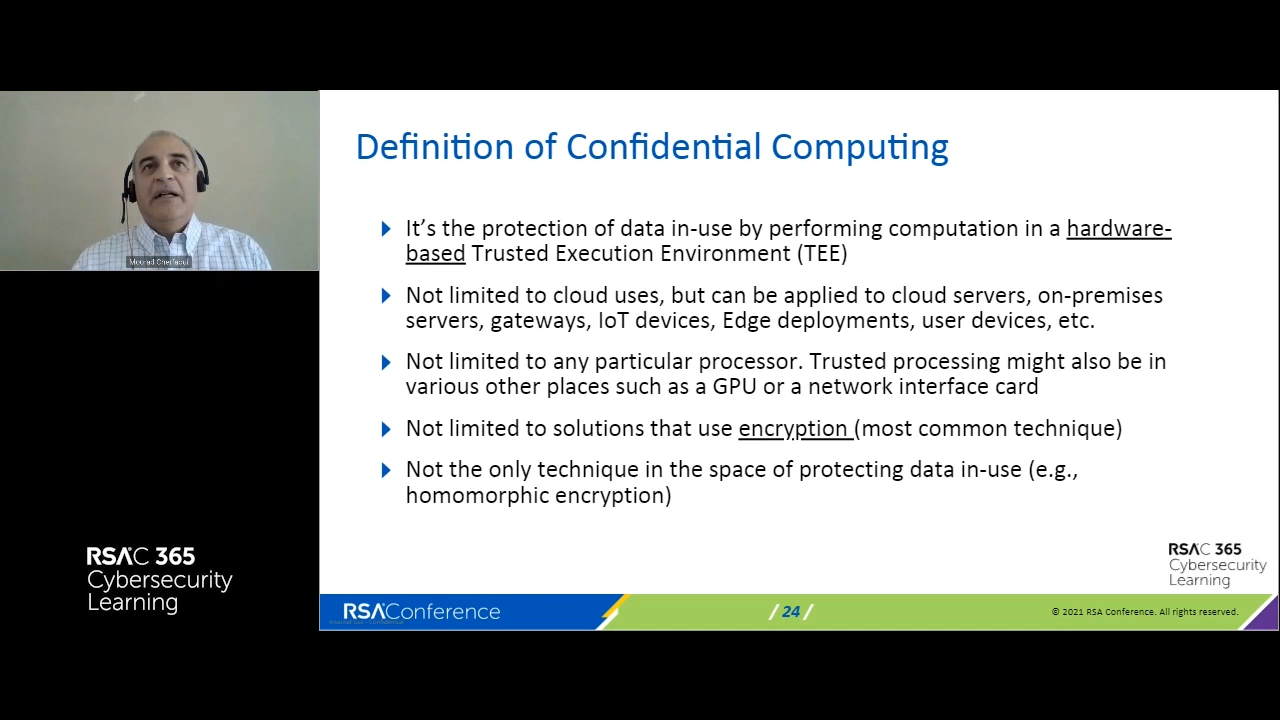 Definition of Confidential Computing
It's the protection of data in-use by performing computation in a hardware-
based Trusted Execution Environment (TEE)
Not limited to cloud uses, but can be applied to cloud servers, on-premises
servers, gateways, IoT devices, Edge deployments, user devices, etc.
Not limited to any particular processor. Trusted processing might also be in
various other places such as a GPU or a network interface card
Not limited to solutions that use encryption (most common technique)
Not the only technique in the space of protecting data in-use (e.g.,
homomorphic encryption)
Mourad Cherfaoui
RSAC 365
Cybersecurity
Learning
RSAC 365
Cybersecurity
Learning
RSAConference
Internal Use - Confidential
/ 24 /
© 2021 RSA Conference. All rights reserved.